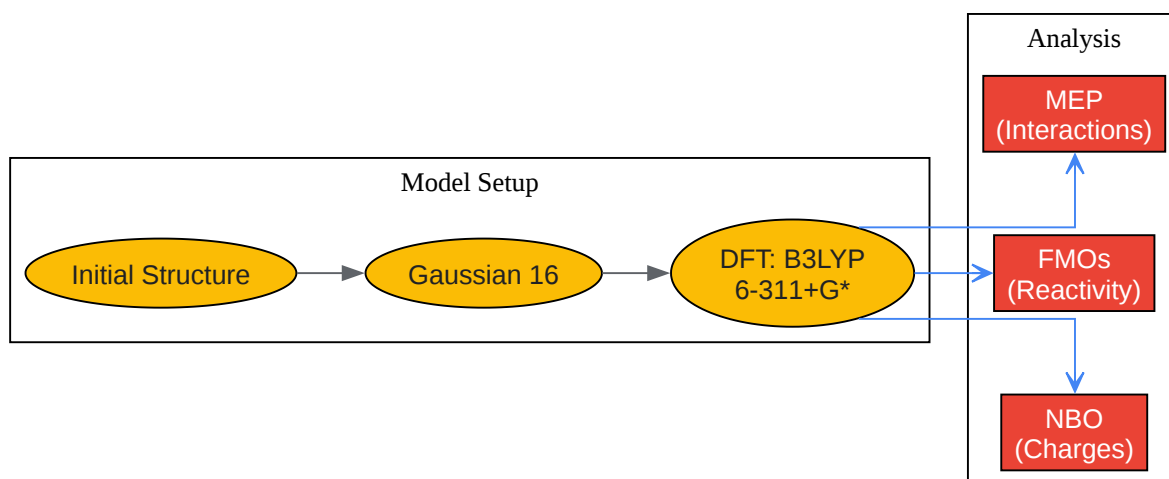 Model Setup
Initial Structure
Gaussian 16
DFT: B3LYP
6-311+G*
Analysis
MEP
(Interactions)
FMOs
(Reactivity)
NBO
(Charges)